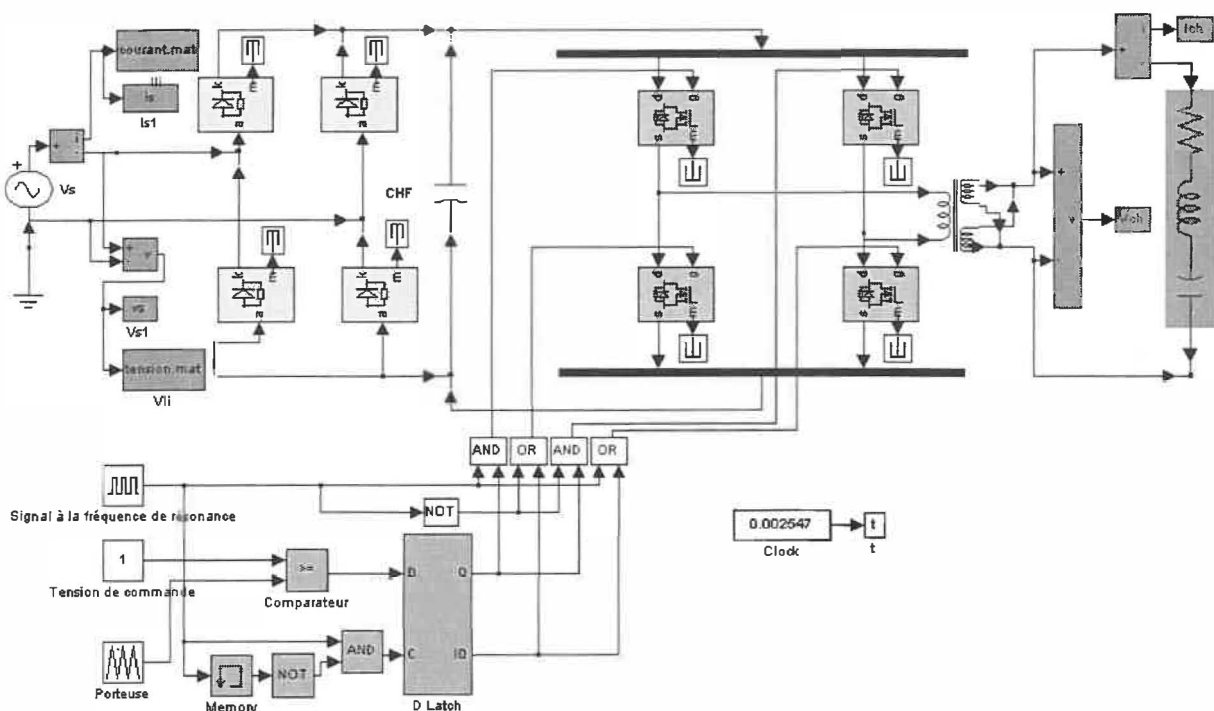 courant.mat
Is
Is1
i
+
Vs
+
k
m
a
k
m
a
CHF
k
m
a
k
m
a
+
-
v
vs
Vs1
tension.mat
Vli
d
g
s
m
d
g
s
m
d
g
s
m
d
g
s
m
+
i
Ich
+
-
v
Vch
AND
OR
AND
OR
Signal à la fréquence de résonance
NOT
0.002547
t
Clock
t
1
Tension de commande
>=
Comparateur
D
Q
C
!Q
D Latch
AND
Porteuse
Memory
NOT